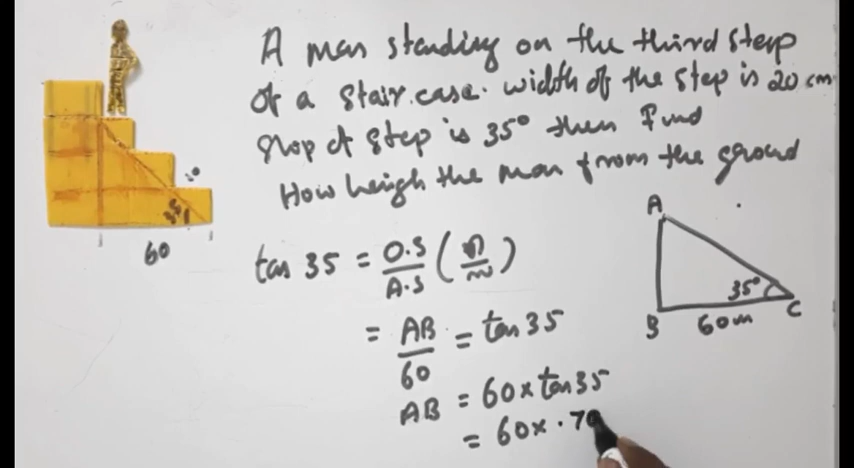 A man standing on the third step
of a stair.case. width of the step is 20 cm
slop of step is 35° then Find
How heigh the man from the ground
20
35
60
tan 35 = O.S/A.S
= AB/60 = tan 35
AB = 60 x tan 35
= 60 x .70
A
35°
B
60m
C